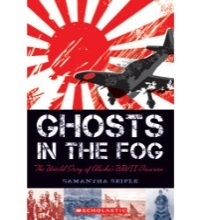 GHOSTS
IN THE FOG
The Untold Story of Alaska's WWII Invasion
SAMANTHA SEIPLE
SCHOLASTIC